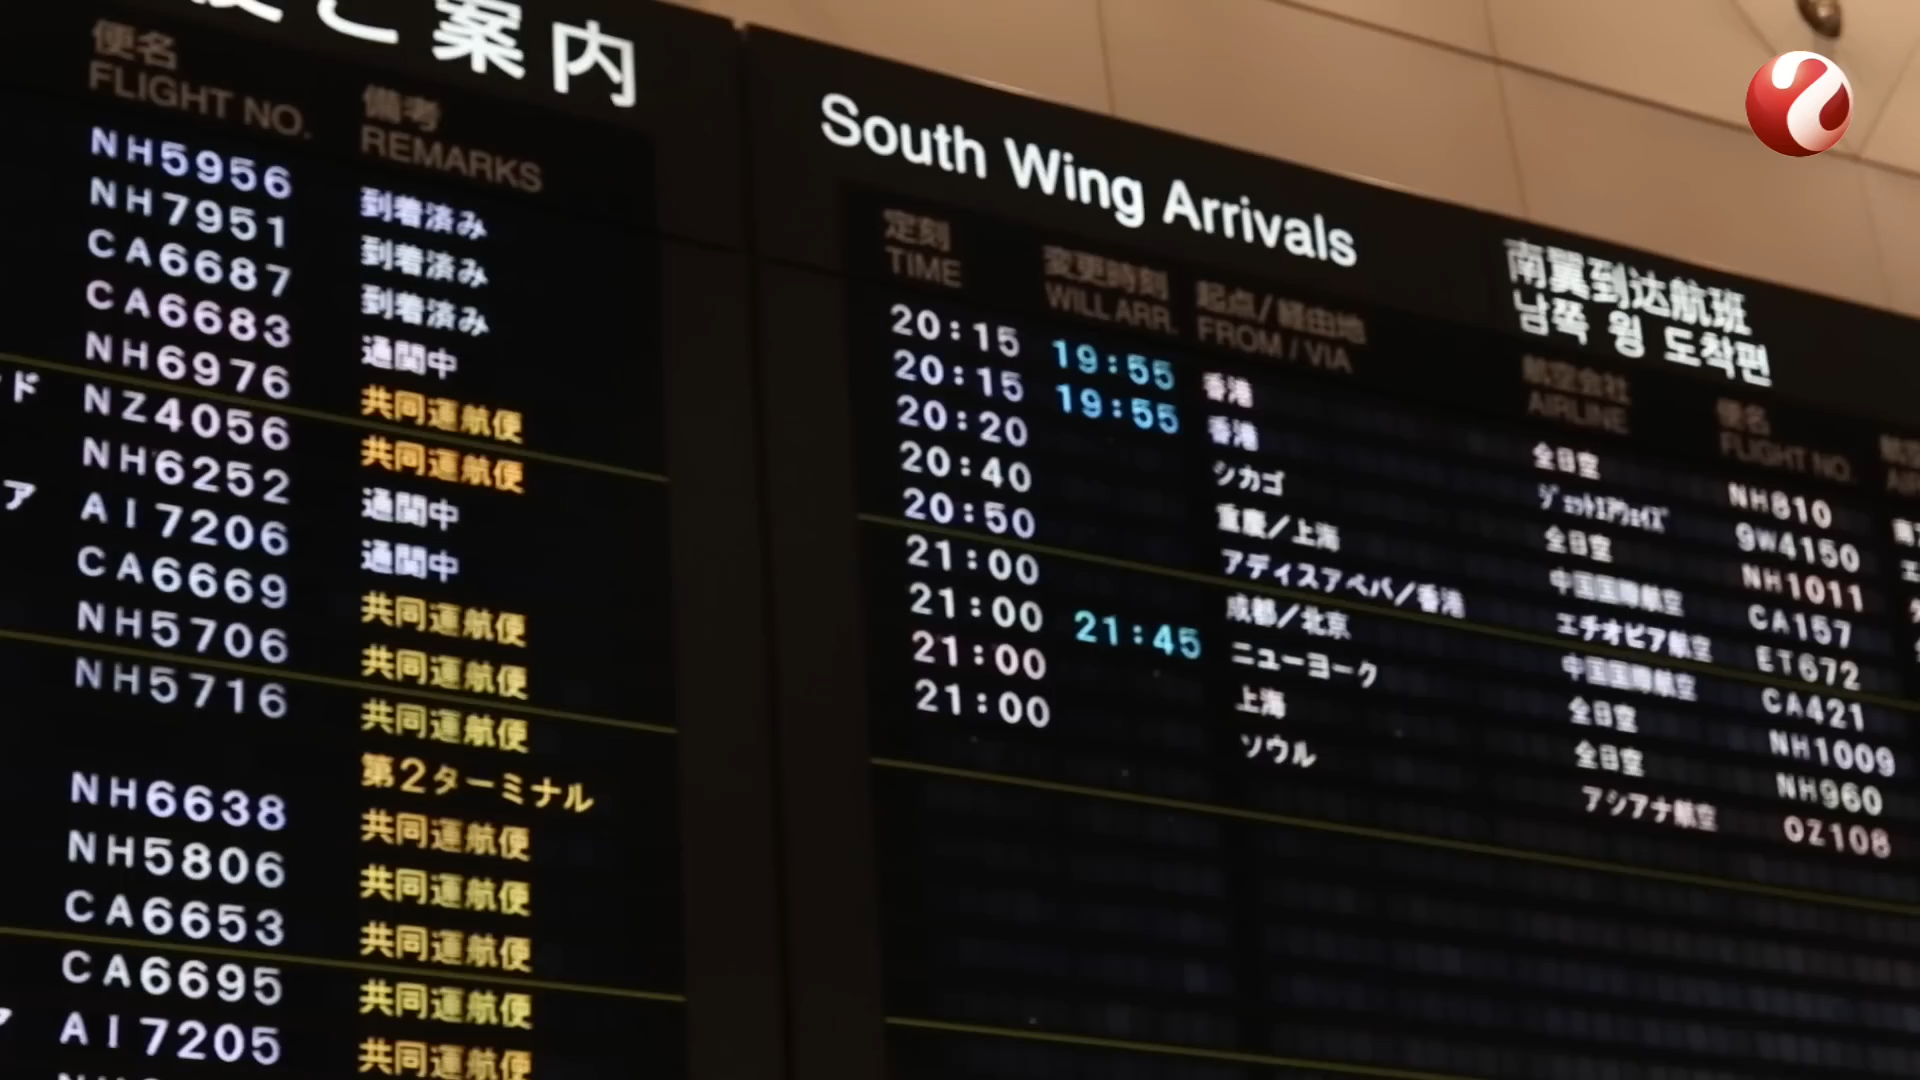 ご案内
便名 備考
FLIGHT NO. REMARKS
NH5956 到着済み
NH7951 到着済み
CA6687 到着済み
CA6683 通関中
NH6976 共同運航便
ド NZ4056 共同運航便
NH6252 通関中
ア AI7206 通関中
CA6669 共同運航便
NH5706 共同運航便
NH5716 共同運航便
第2ターミナル
NH6638 共同運航便
NH5806 共同運航便
CA6653 共同運航便
CA6695 共同運航便
AI7205 共同運航便
South Wing Arrivals
南翼到达航班
남쪽 윙 도착편
定刻 変更時刻 起点/経由地 航空会社 便名
TIME WILL ARR. FROM / VIA AIRLINE FLIGHT NO.
20:15 19:55 香港 全日空 NH810
20:15 19:55 香港 ジェットエアウェイズ 9W4150
20:20 シカゴ 全日空 NH1011
20:40 重慶/上海 中国国際航空 CA157
20:50 アディスアベバ/香港 エチオピア航空 ET672
21:00 成都/北京 中国国際航空 CA421
21:00 21:45 ニューヨーク 全日空 NH1009
21:00 上海 全日空 NH960
21:00 ソウル アシアナ航空 OZ108